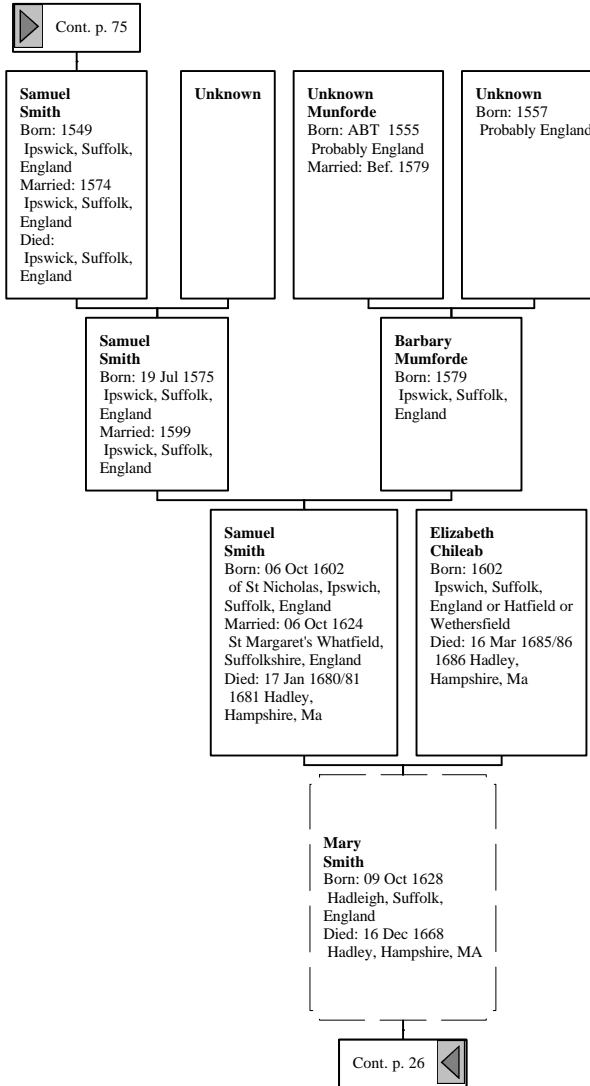 Cont. p. 75
Samuel
Smith
Born: 1549
Ipswick, Suffolk,
England
Married: 1574
Ipswick, Suffolk,
England
Died:
Ipswick, Suffolk,
England
Unknown
Unknown
Munforde
Born: ABT 1555
Probably England
Married: Bef. 1579
Unknown
Born: 1557
Probably England
Samuel
Smith
Born: 19 Jul 1575
Ipswick, Suffolk,
England
Married: 1599
Ipswick, Suffolk,
England
Barbary
Mumforde
Born: 1579
Ipswick, Suffolk,
England
Samuel
Smith
Born: 06 Oct 1602
of St Nicholas, Ipswich,
Suffolk, England
Married: 06 Oct 1624
St Margaret's Whatfield,
Suffolkshire, England
Died: 17 Jan 1680/81
1681 Hadley,
Hampshire, Ma
Elizabeth
Chileab
Born: 1602
Ipswich, Suffolk,
England or Hatfield or
Wethersfield
Died: 16 Mar 1685/86
1686 Hadley,
Hampshire, Ma
Mary
Smith
Born: 09 Oct 1628
Hadleigh, Suffolk,
England
Died: 16 Dec 1668
Hadley, Hampshire, MA
Cont. p. 26